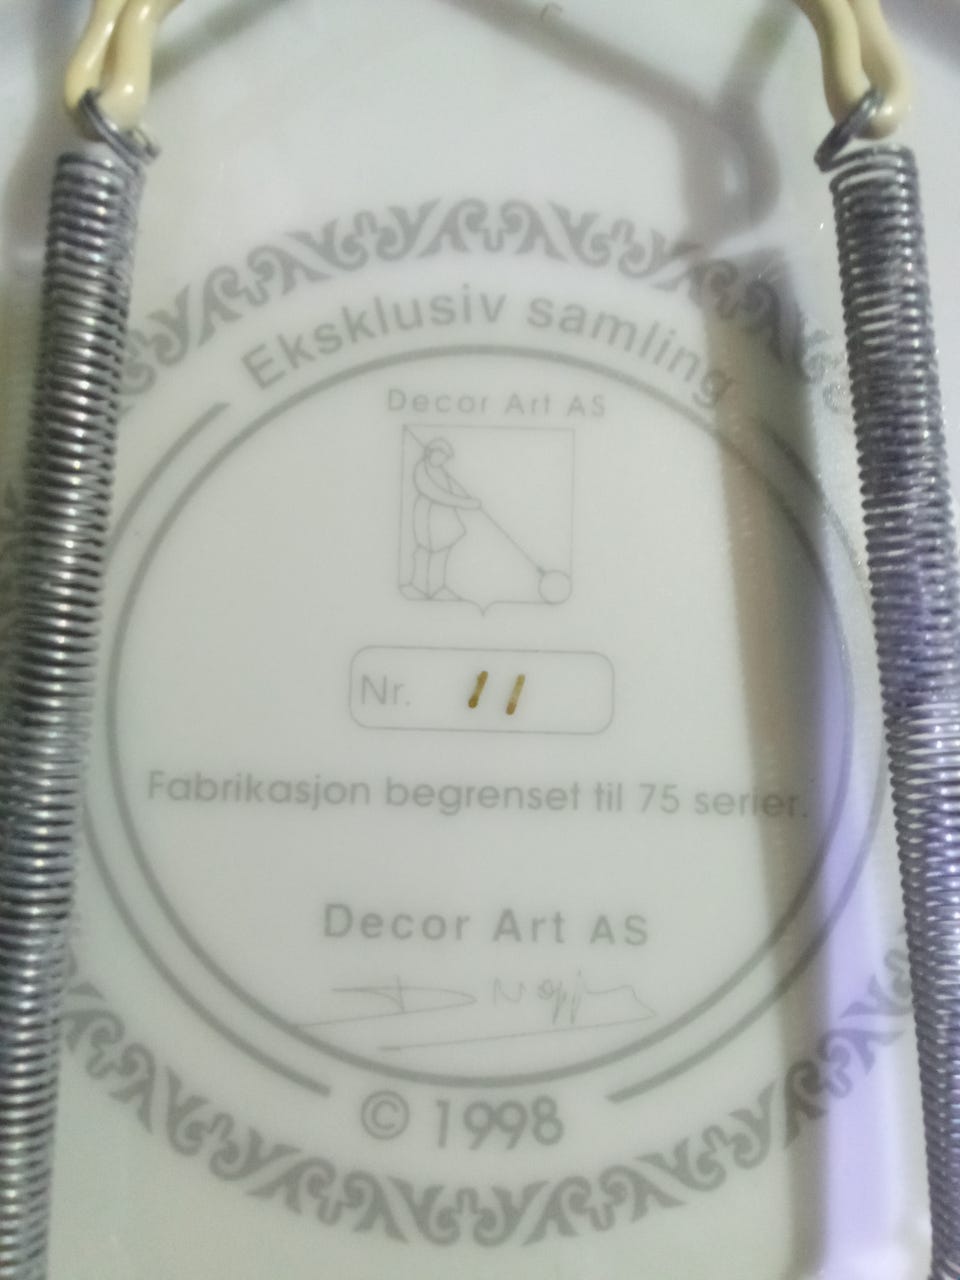 Eksklusiv samling
Decor Art AS
Nr. 11
Fabrikasjon begrenset til 75 serier.
Decor Art AS
© 1998